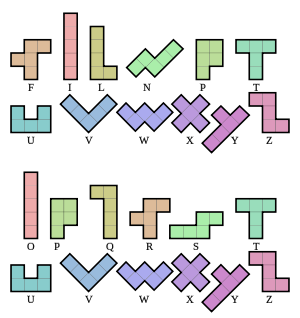 F I L N P T
U V W X Y Z
O P Q R S T
U V W X Y Z